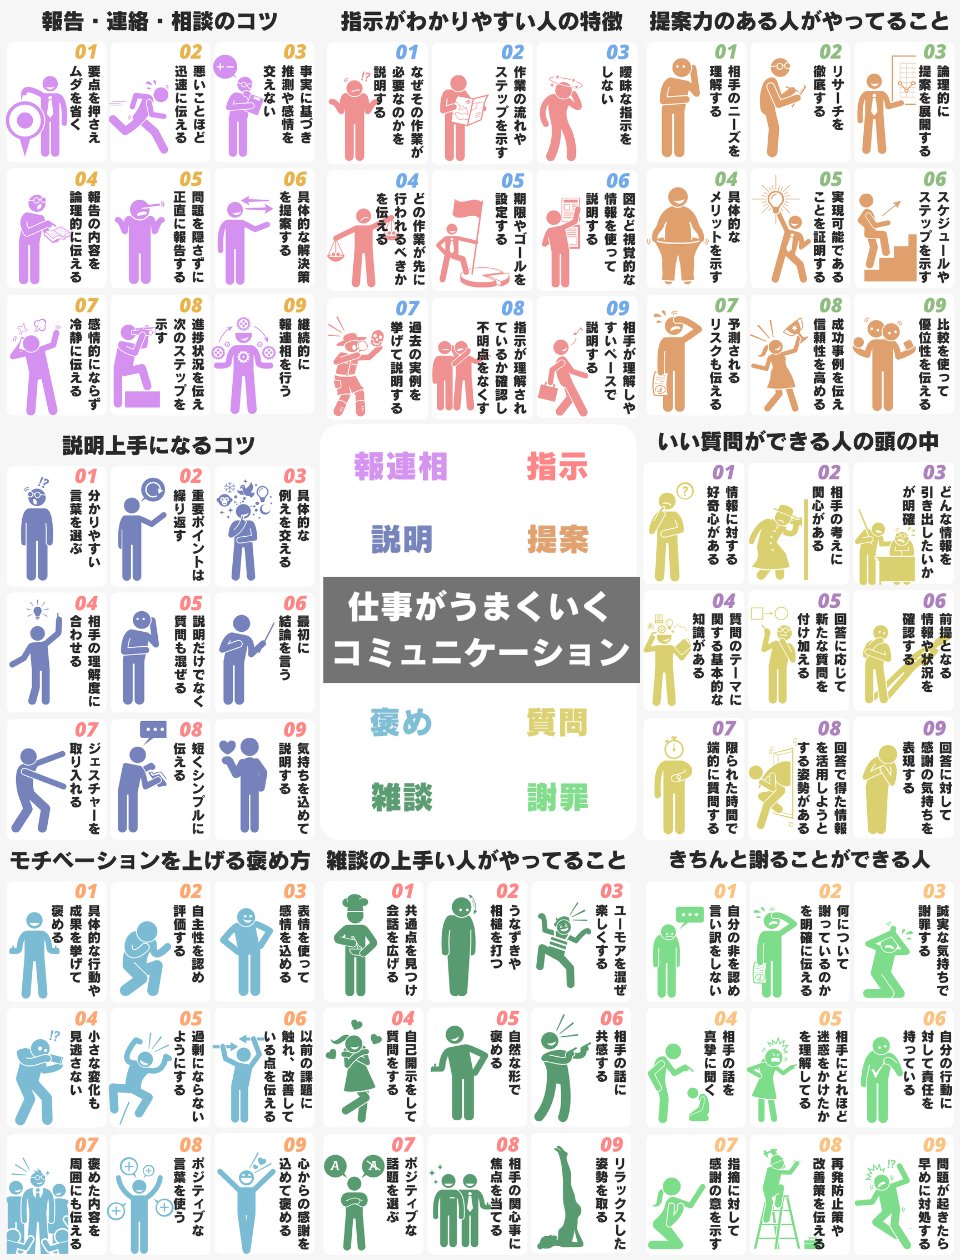 報告・連絡・相談のコツ
01
要点を押さえ
ムダを省く
02
悪いことほど
迅速に伝える
03
事実に基づき
推測や感情を
交えない
04
報告の内容を
論理的に伝える
05
問題を隠さずに
正直に報告する
06
具体的な解決策
を提案する
07
感情的にならず
冷静に伝える
08
進捗状況を伝え
次のステップを
示す
09
継続的に
報連相を行う
指示がわかりやすい人の特徴
01
なぜその作業が
必要なのかを
説明する
02
作業の流れや
ステップを示す
03
曖昧な指示を
しない
04
どの作業が先に
行われるべきか
を伝える
05
期限やゴールを
設定する
06
図など視覚的な
情報を使って
説明する
07
過去の実例を
挙げて説明する
08
指示が理解され
ているか確認し
不明点をなくす
09
相手が理解しや
すいペースで
説明する
提案力のある人がやってること
01
相手のニーズを
理解する
02
リサーチを
徹底する
03
論理的に
提案を展開する
04
具体的な
メリットを示す
05
実現可能である
ことを証明する
06
スケジュールや
ステップを示す
07
予測される
リスクも伝える
08
成功事例を伝え
信頼性を高める
09
比較を使って
優位性を伝える
説明上手になるコツ
01
分かりやすい
言葉を選ぶ
02
重要ポイントは
繰り返す
03
具体的な
例えを交える
04
相手の理解度に
合わせる
05
説明だけでなく
質問も混ぜる
06
最初に
結論を言う
07
ジェスチャーを
取り入れる
08
短くシンプルに
伝える
09
気持ちを込めて
説明する
報連相
指示
説明
提案
仕事がうまくいく
コミュニケーション
褒め
質問
雑談
謝罪
いい質問ができる人の頭の中
01
情報に対する
好奇心がある
02
相手の考えに
関心がある
03
どんな情報を
引き出したいか
が明確
04
質問のテーマに
関する基本的な
知識がある
05
回答に応じて
新たな質問を
付け加える
06
前提となる
情報や状況を
確認する
07
限られた時間で
端的に質問する
08
回答で得た情報
を活用しようと
する姿勢がある
09
回答に対して
感謝の気持ちを
表現する
モチベーションを上げる褒め方
01
具体的な行動や
成果を挙げて
褒める
02
自主性を認め
評価する
03
表情を使って
感情を込める
04
小さな変化も
見逃さない
05
過剰にならない
ようにする
06
以前の課題に
触れ、改善して
いる点を伝える
07
褒めた内容を
周囲にも伝える
08
ポジティブな
言葉を使う
09
心からの感謝を
込めて褒める
雑談の上手い人がやってること
01
共通点を見つけ
会話を広げる
02
うなずきや
相槌を打つ
03
ユーモアを混ぜ
楽しくする
04
自己開示をして
質問をする
05
自然な形で
褒める
06
相手の話に
共感する
07
ポジティブな
話題を選ぶ
08
相手の関心事に
焦点を当てる
09
リラックスした
姿勢を取る
きちんと謝ることができる人
01
自分の非を認め
言い訳をしない
02
何について
謝っているのか
を明確に伝える
03
誠実な気持ちで
謝罪する
04
相手の話を
真摯に聞く
05
相手にどれほど
迷惑をかけたか
を理解してる
06
自分の行動に
対して責任を
持っている
07
指摘に対して
感謝の意を示す
08
再発防止策や
改善策を伝える
09
問題が起きたら
早めに対処する